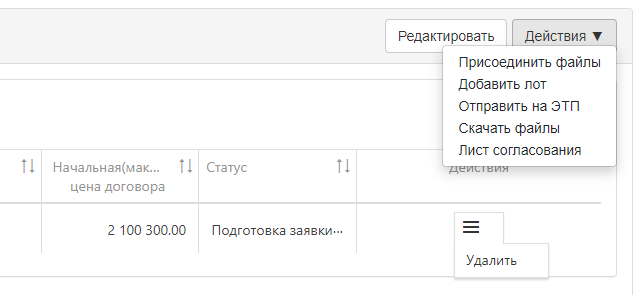 Редактировать
Действия ▼
Присоединить файлы
Добавить лот
Отправить на ЭТП
Скачать файлы
Лист согласования
Начальная(мак...
цена договора
Статус
Действия
2 100 300.00
Подготовка заявки...
Удалить